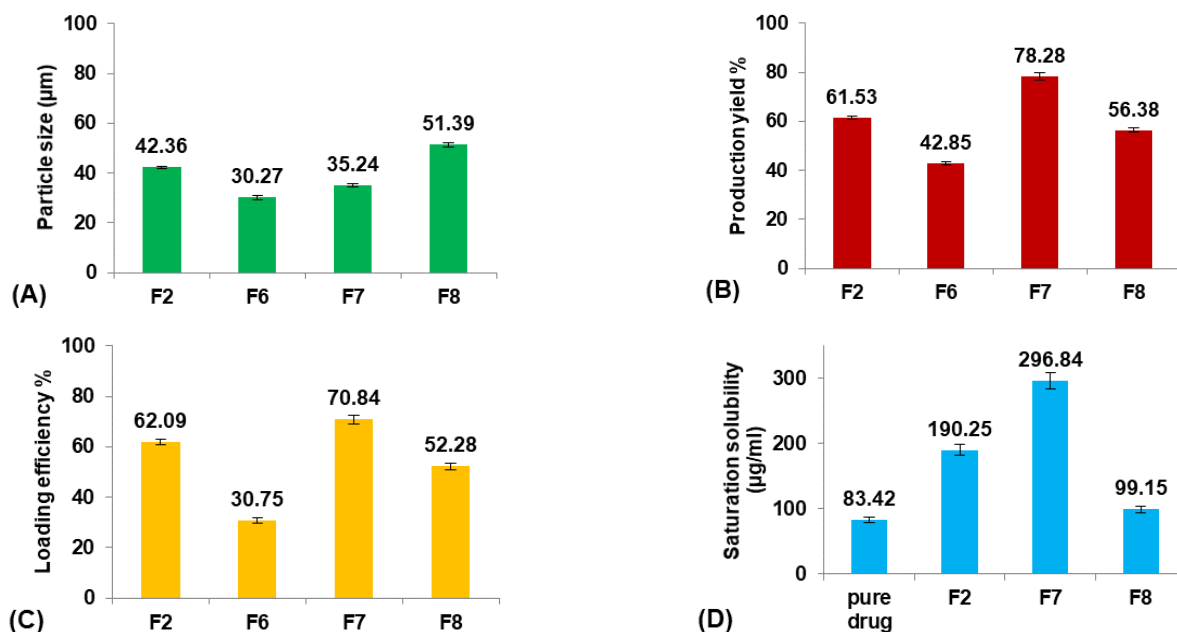 100
80
60
40
20
0
Particle size (µm)
42.36
30.27
35.24
51.39
F2
F6
F7
F8
(A)
100
80
60
40
20
0
Production yield %
61.53
42.85
78.28
56.38
F2
F6
F7
F8
(B)
100
80
60
40
20
0
Loading efficiency %
62.09
30.75
70.84
52.28
F2
F6
F7
F8
(C)
300
200
100
0
Saturation solubility
(µg/ml)
83.42
190.25
296.84
99.15
pure
drug
F2
F7
F8
(D)